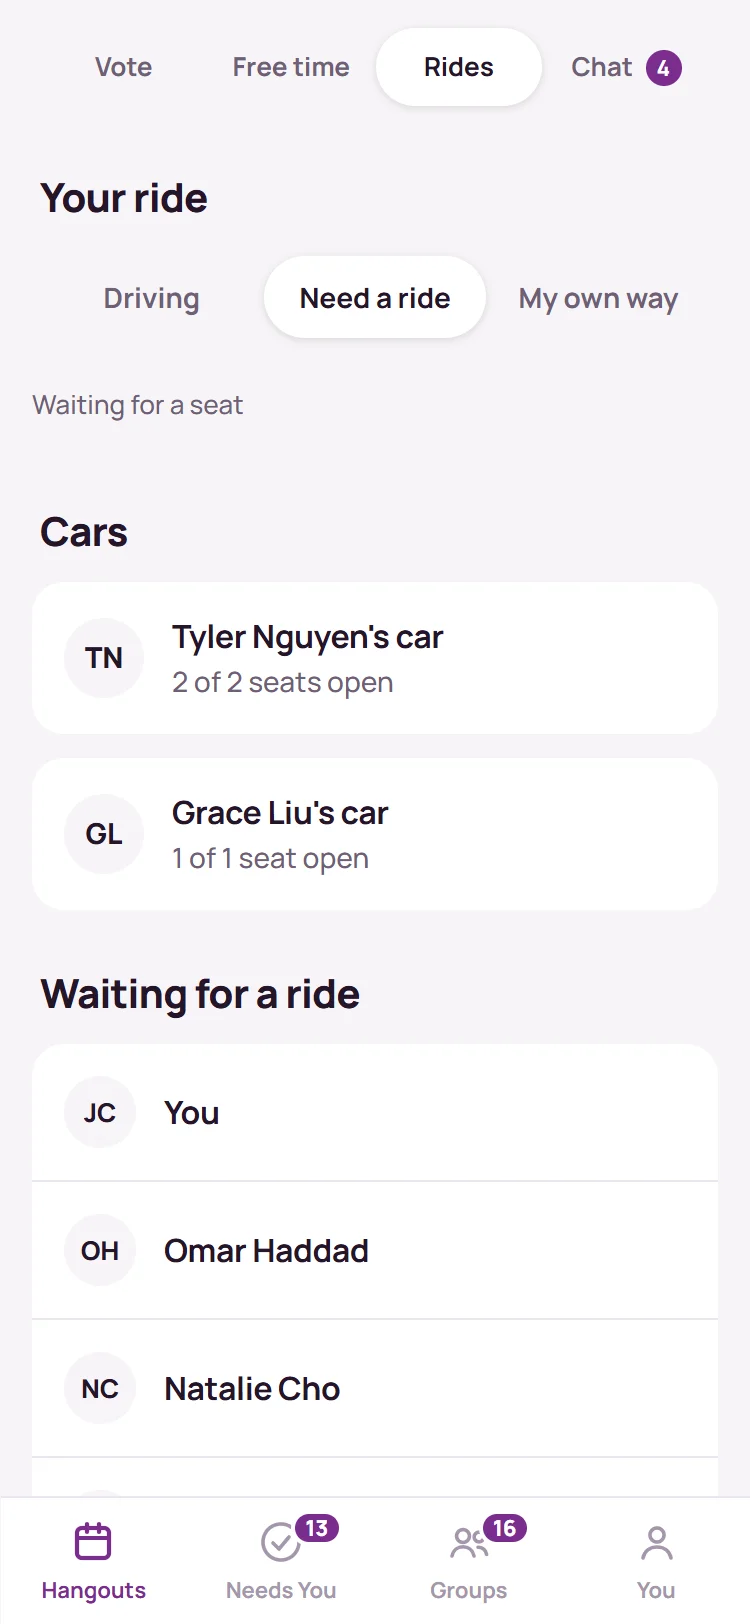 Vote
Free time
Rides
Chat 4
Your ride
Driving
Need a ride
My own way
Waiting for a seat
Cars
TN
Tyler Nguyen's car
2 of 2 seats open
GL
Grace Liu's car
1 of 1 seat open
Waiting for a ride
JC
You
OH
Omar Haddad
NC
Natalie Cho
13
16
Hangouts
Needs You
Groups
You